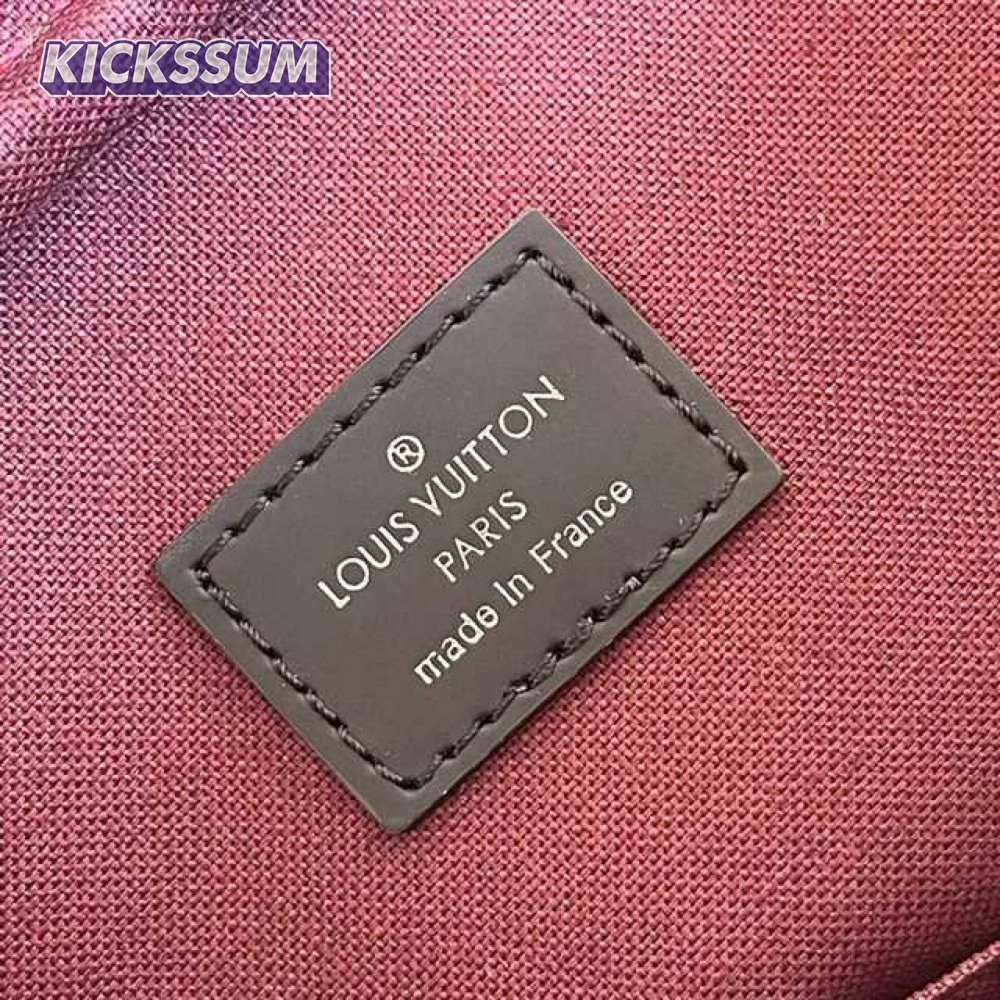 KICKSSUM
®
LOUIS VUITTON
PARIS
made In France